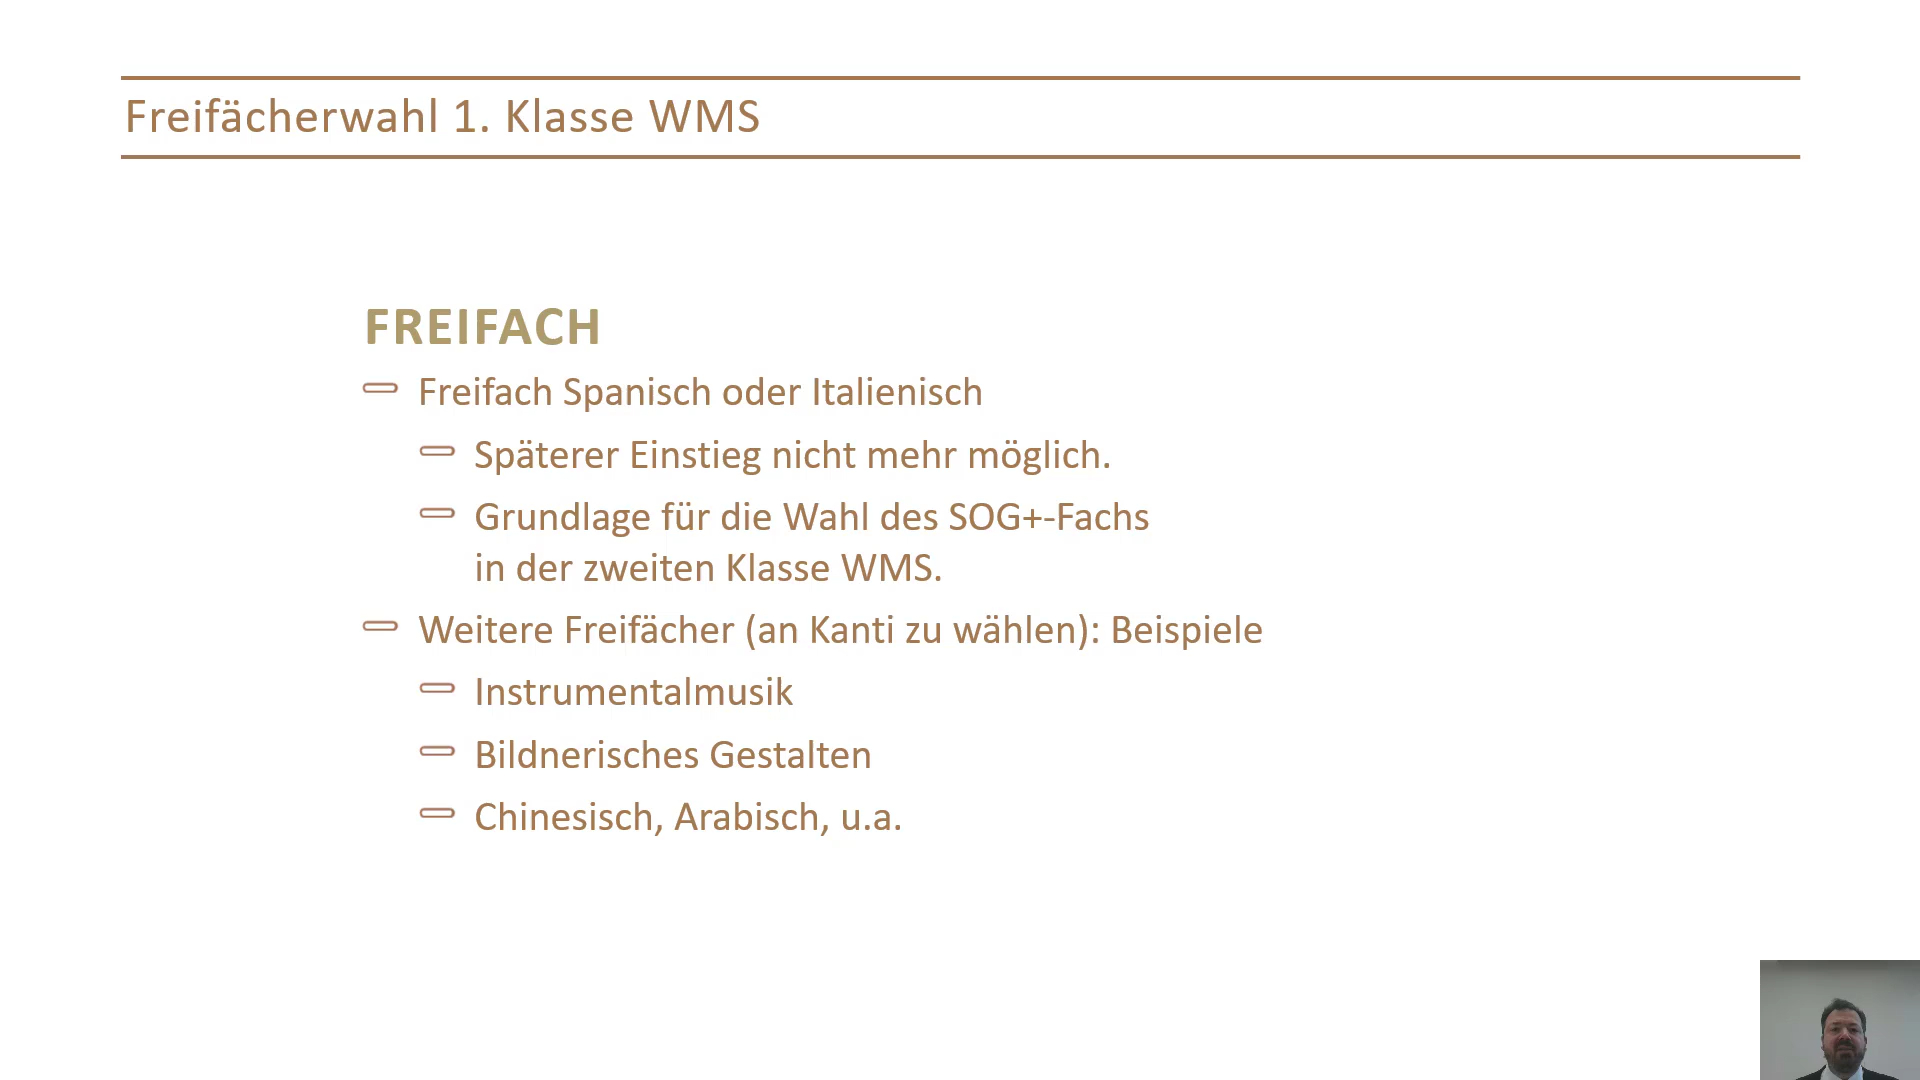 Freifächerwahl 1. Klasse WMS
FREIFACH
Freifach Spanisch oder Italienisch
Späterer Einstieg nicht mehr möglich.
Grundlage für die Wahl des SOG+-Fachs
in der zweiten Klasse WMS.
Weitere Freifächer (an Kanti zu wählen): Beispiele
Instrumentalmusik
Bildnerisches Gestalten
Chinesisch, Arabisch, u.a.